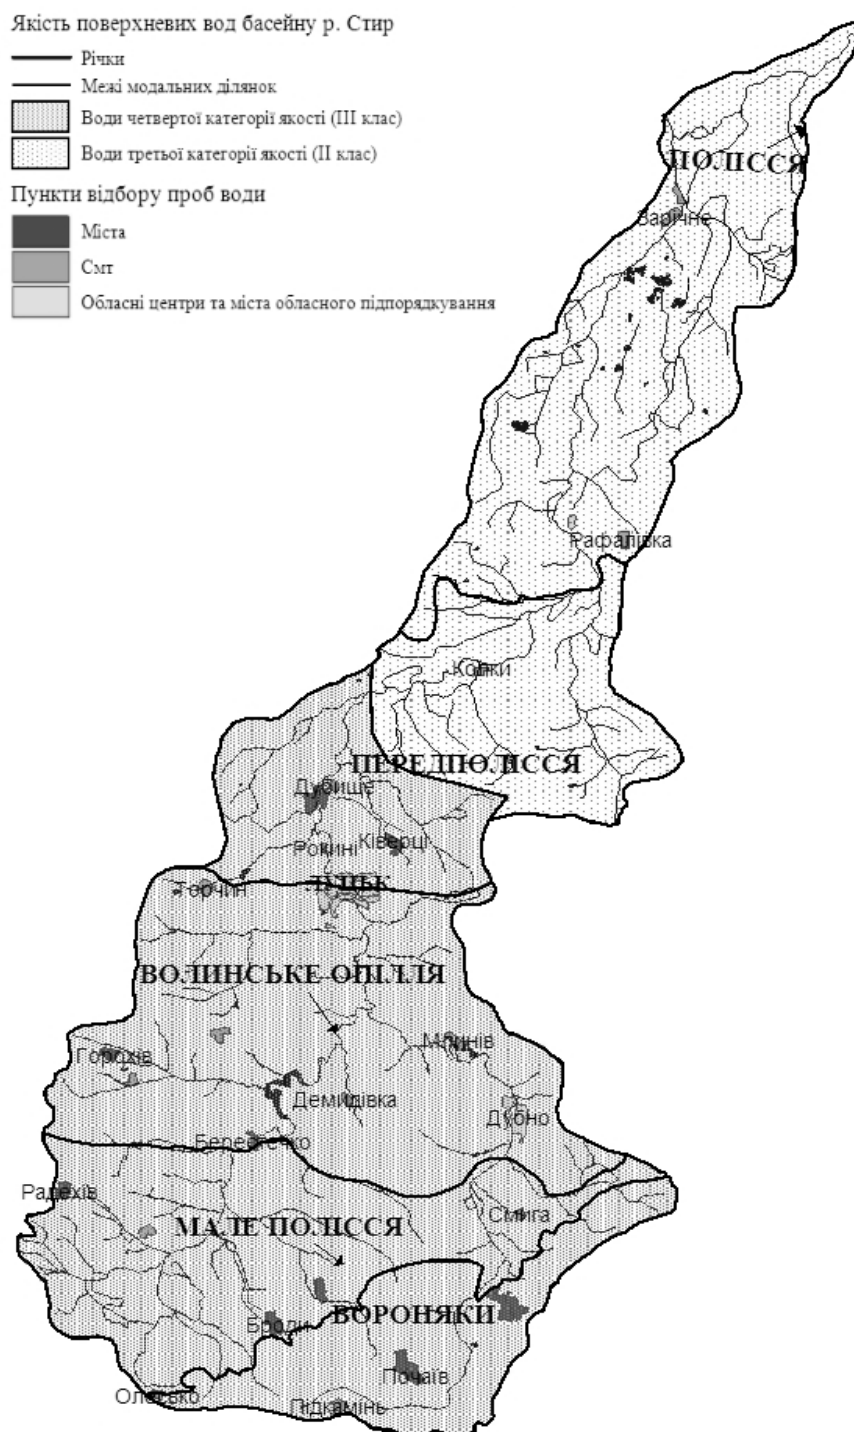 Якість поверхневих вод басейну р. Стир
Річки
Межі модальних ділянок
Води четвертої категорії якості (III клас)
Води третьої категорії якості (II клас)
Пункти відбору проб води
Міста
Смт
Обласні центри та міста обласного підпорядкування
ПОЛІССЯ
Зарічне
Рафалівка
Колки
ПЕРЕДПОЛІССЯ
Дубище
Рокині
Ківерці
ЛУЦЬК
Торчин
ВОЛИНСЬКЕ ОПІЛЛЯ
Млинів
Горохів
Демидівка
Дубно
Берестечко
Радехів
Смига
МАЛЕ ПОЛІССЯ
ВОРОНЯКИ
Броди
Почаїв
Олесько
Підкамінь